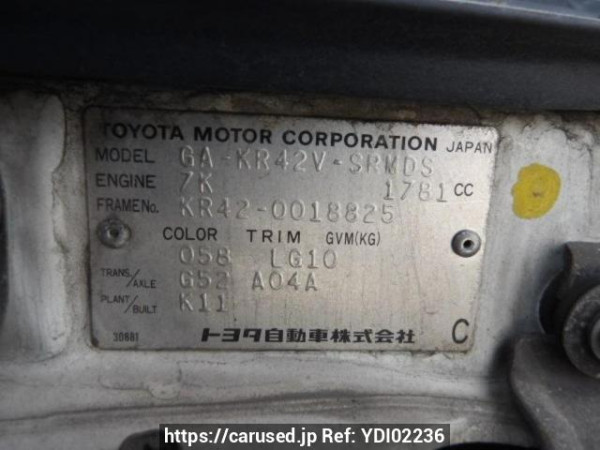 TOYOTA MOTOR CORPORATION JAPAN
MODEL GA-KR42V-SRMDS
ENGINE 7K 1781 CC
FRAME No. KR42-0018825
COLOR TRIM GVM(KG)
058 LG10
TRANS./AXLE G52 A04A
PLANT/BUILT K11
30681 トヨタ自動車株式会社 C
https://carused.jp Ref: YDI02236